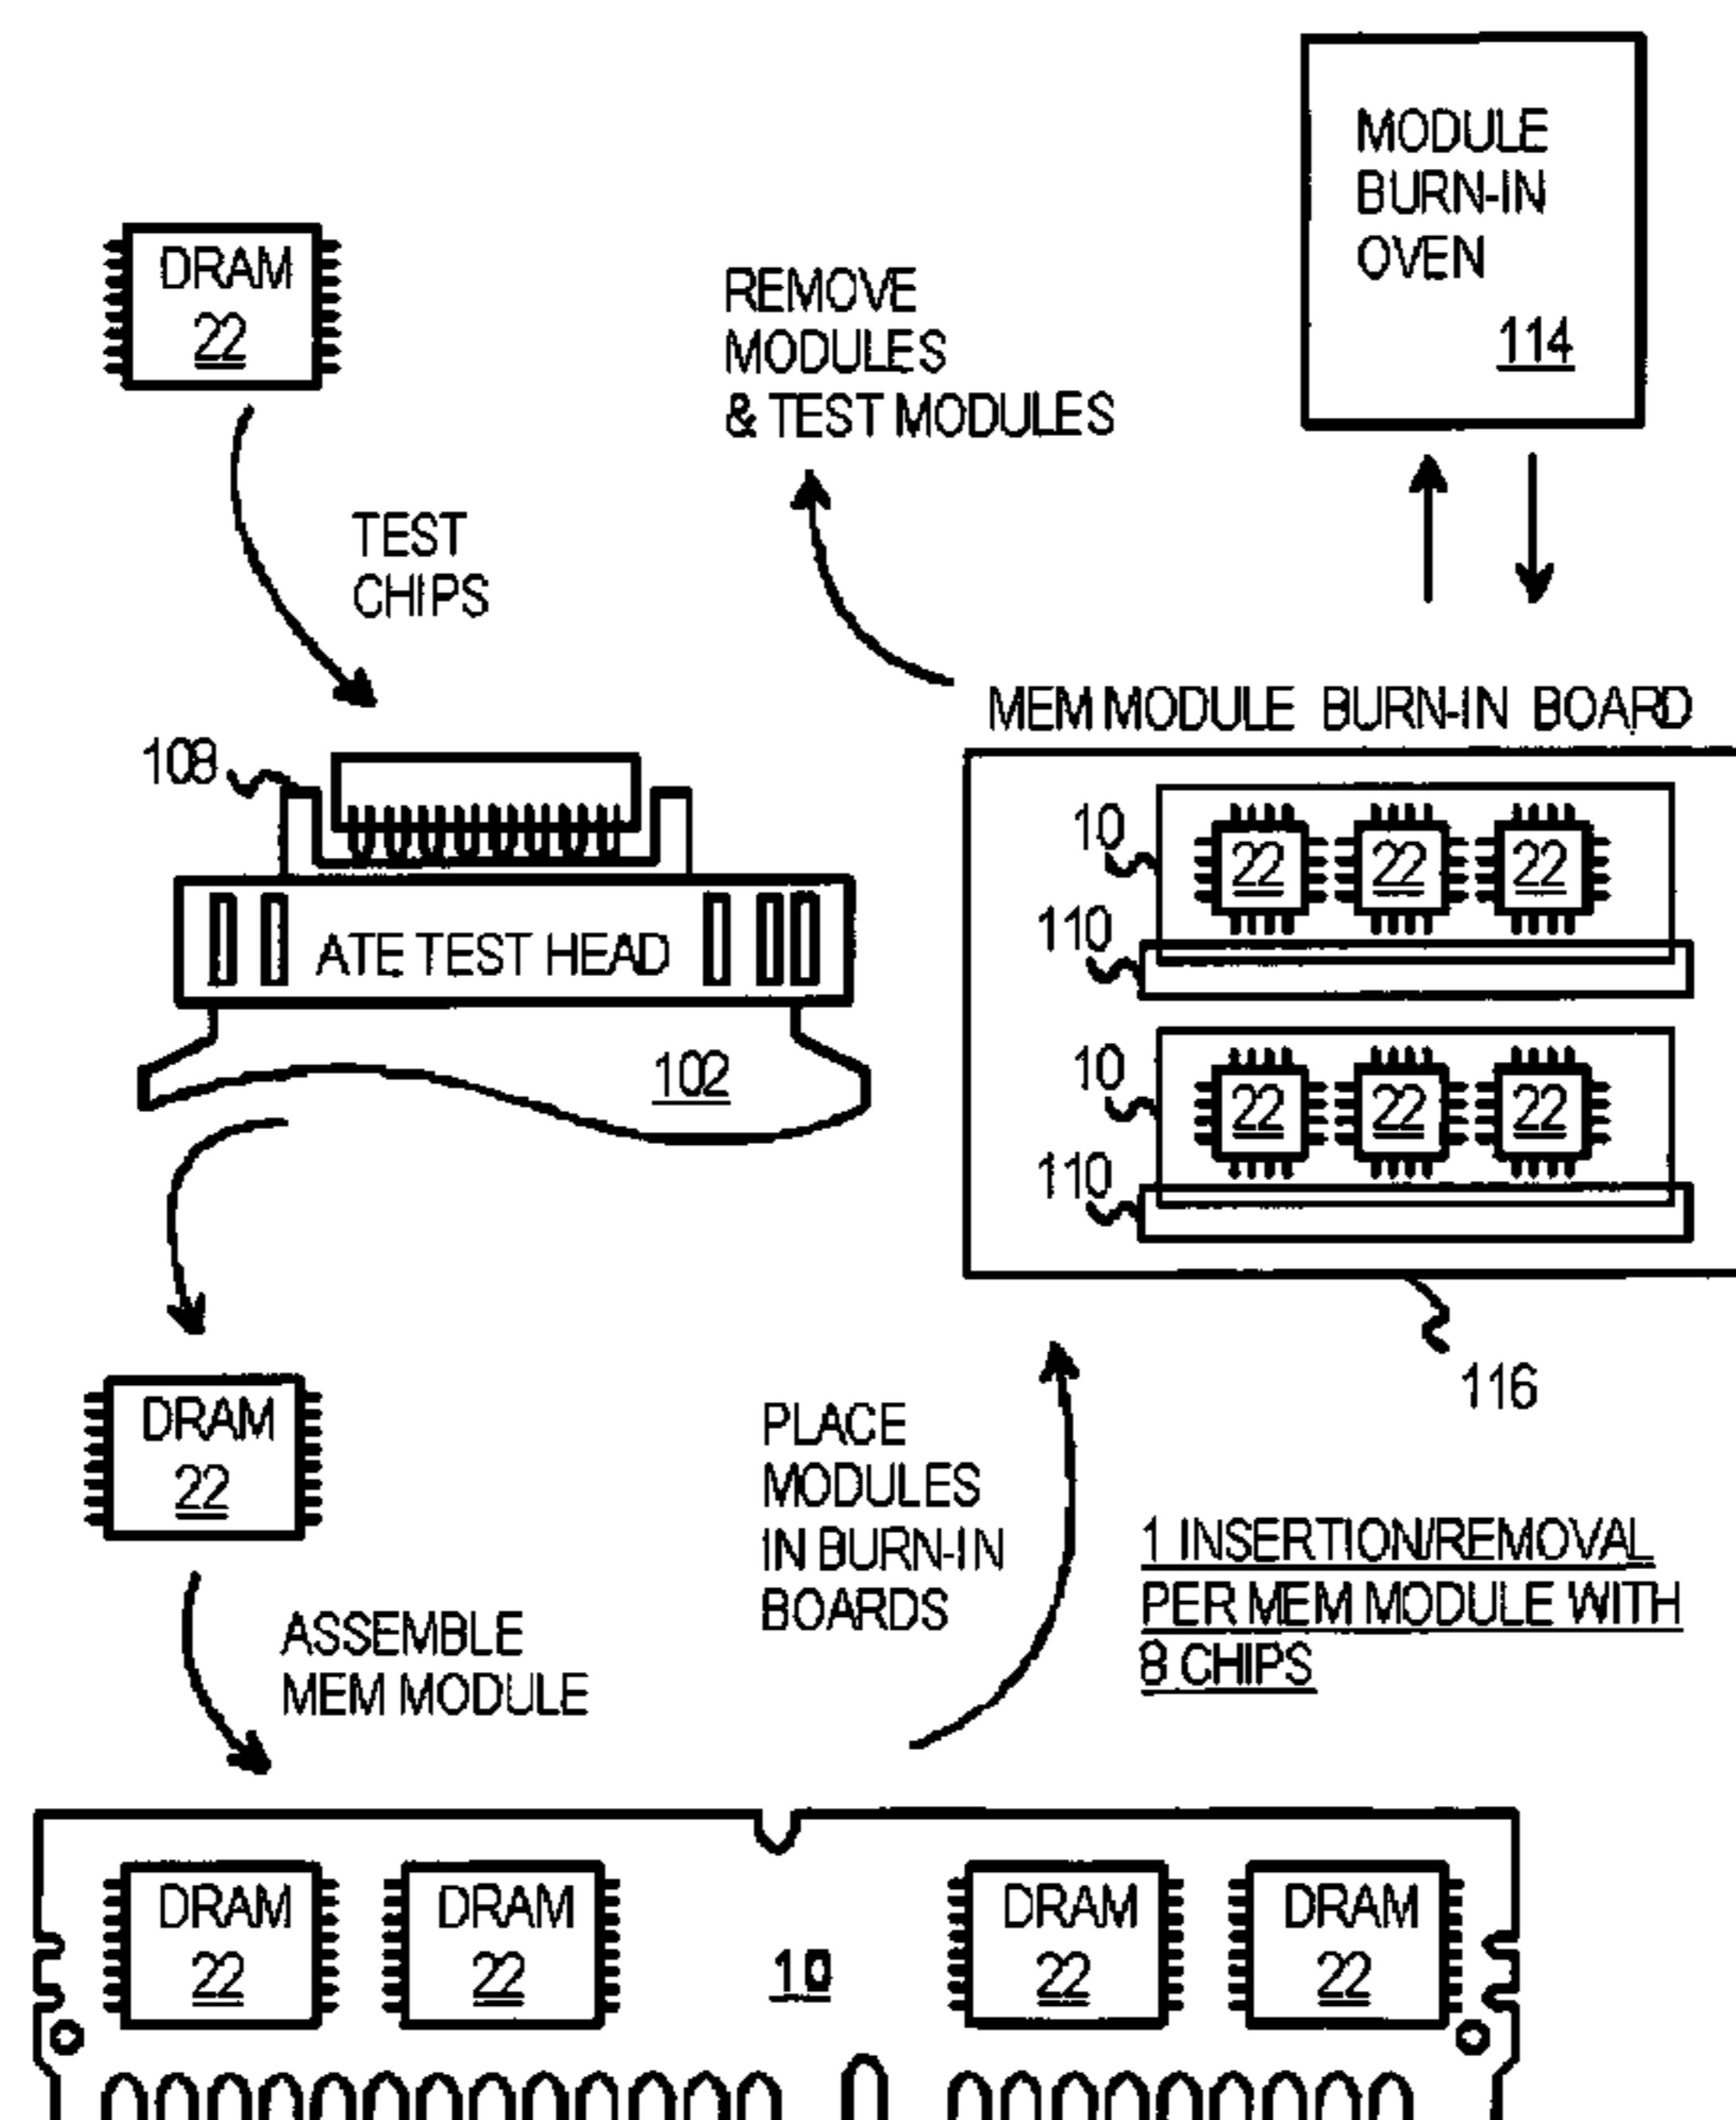 DRAM
22
TEST
CHIPS
REMOVE
MODULES
& TEST MODULES
MODULE
BURN-IN
OVEN
114
108
ATE TEST HEAD
102
MEM MODULE BURN-IN BOARD
10
22 22 22
110
10
22 22 22
110
116
DRAM
22
ASSEMBLE
MEM MODULE
PLACE
MODULES
IN BURN-IN
BOARDS
1 INSERTION/REMOVAL
PER MEM MODULE WITH
8 CHIPS
DRAM DRAM DRAM DRAM
22 22 10 22 22